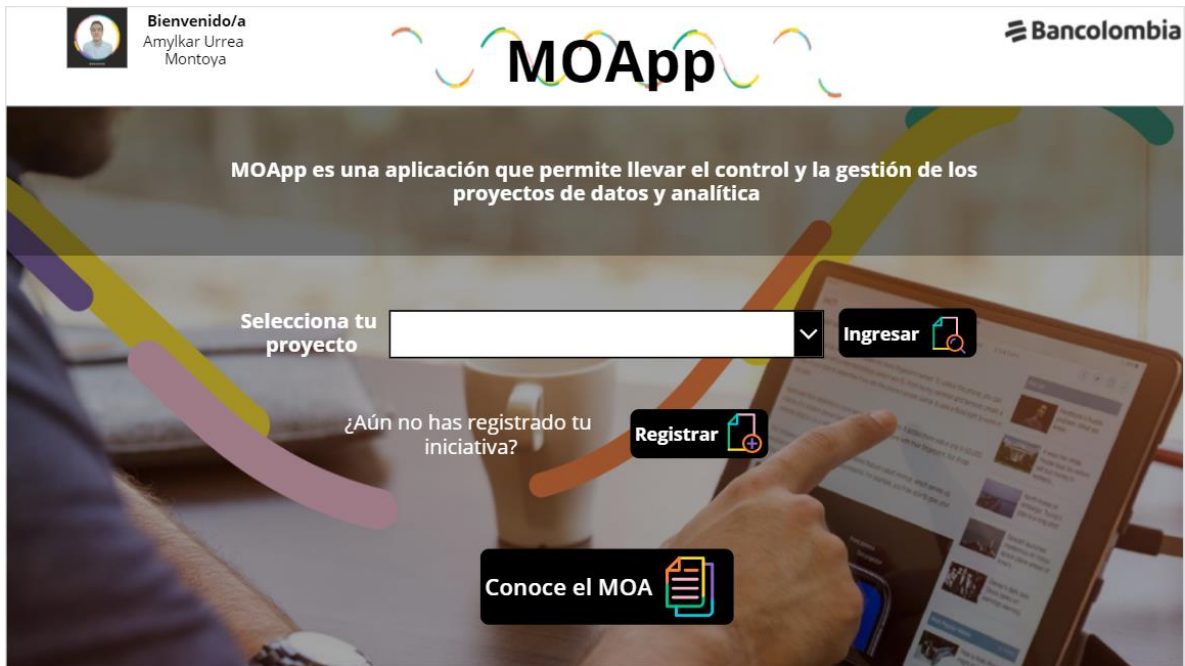 Bienvenido/a
Amylkar Urrea
Montoya
MOApp
Bancolombia
MOApp es una aplicación que permite llevar el control y la gestión de los
proyectos de datos y analítica
Selecciona tu
proyecto
Ingresar
¿Aún no has registrado tu
iniciativa?
Registrar
Conoce el MOA